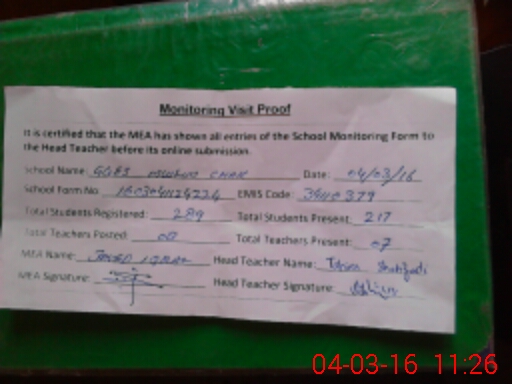 Monitoring Visit Proof
It is certified that the MEA has shown all entries of the School Monitoring Form to
the Head Teacher before its online submission.
School Name: GGES CHAK Date: 04/03/16
School Form No EMIS Code:
Total Students Registered: 289 Total Students Present: 217
Total Teachers Posted: Total Teachers Present: 07
MEA Name: Head Teacher Name:
MEA Signature: Head Teacher Signature:
04-03-16 11:26